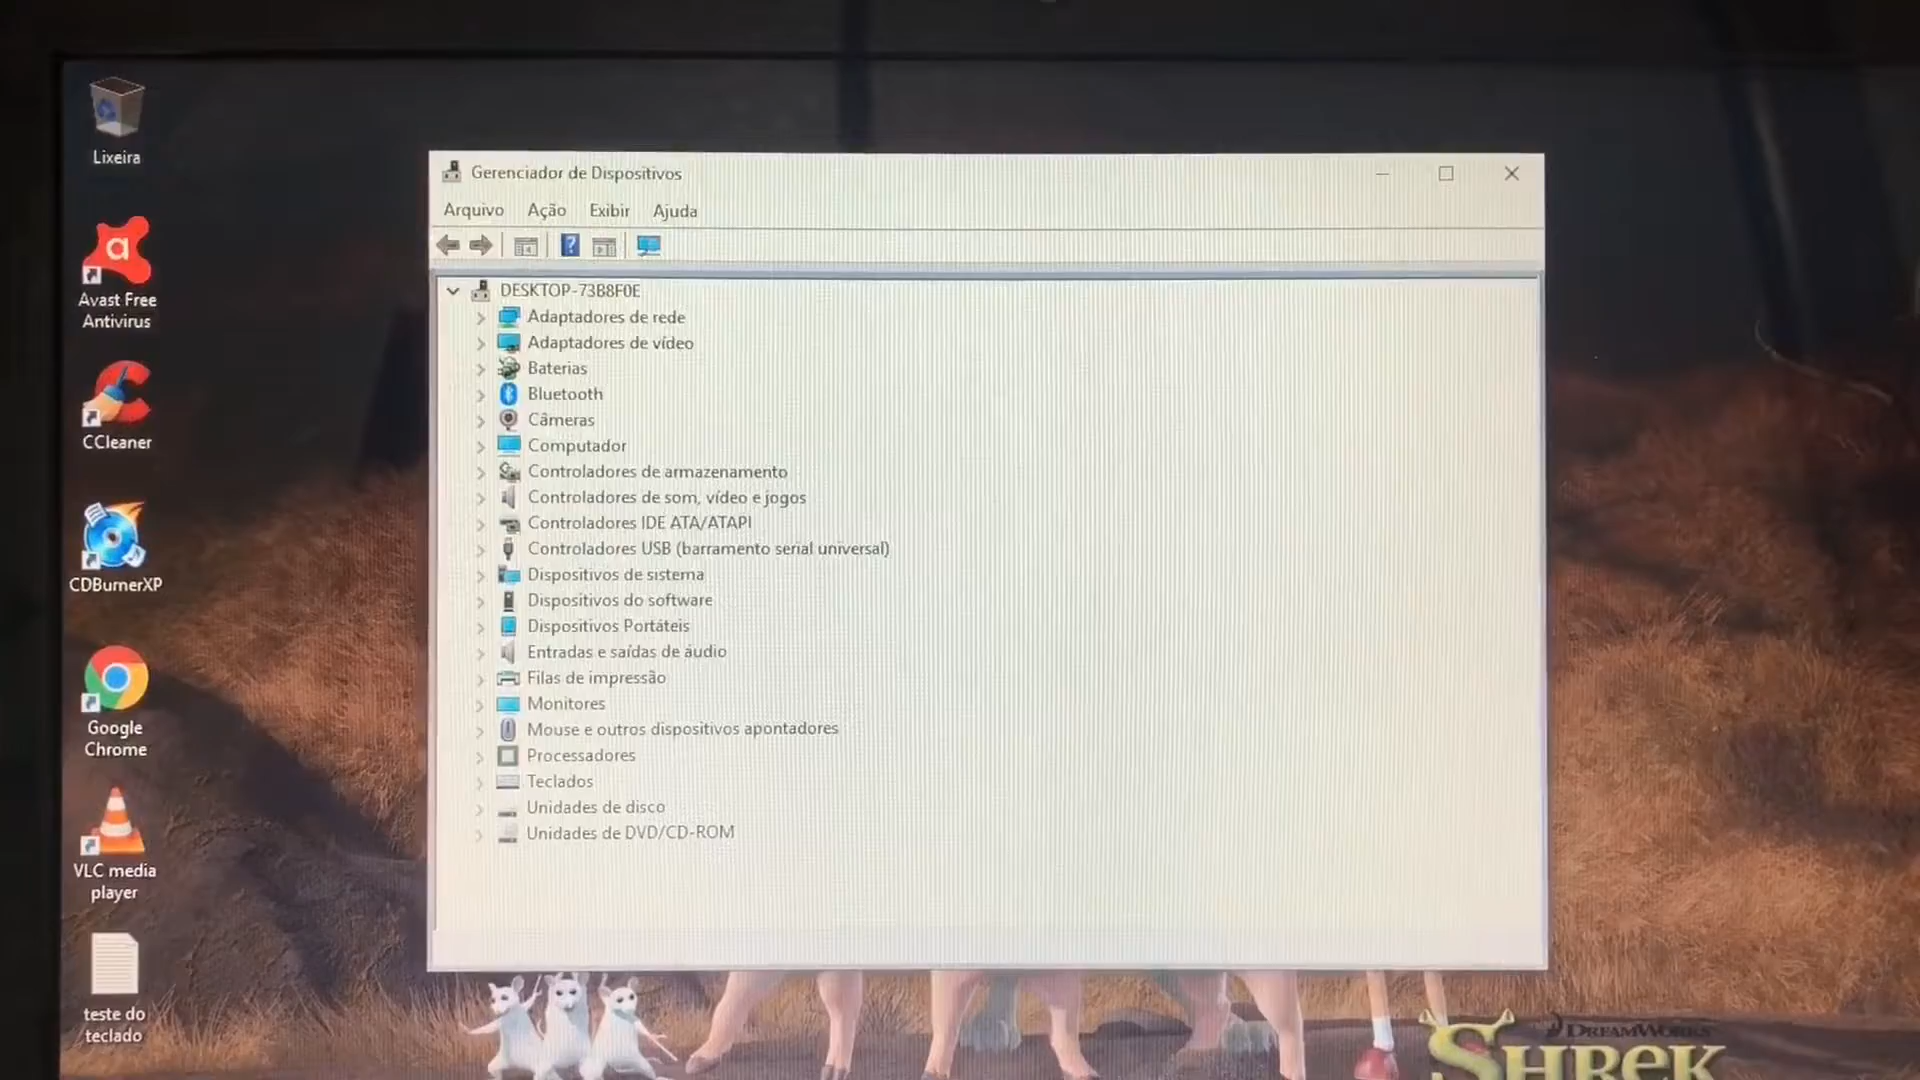 Lixeira
Avast Free
Antivirus
CCleaner
CDBurnerXP
Google
Chrome
VLC media
player
teste do
teclado
Gerenciador de Dispositivos
Arquivo Ação Exibir Ajuda
DESKTOP-73B8F0E
Adaptadores de rede
Adaptadores de vídeo
Baterias
Bluetooth
Câmeras
Computador
Controladores de armazenamento
Controladores de som, vídeo e jogos
Controladores IDE ATA/ATAPI
Controladores USB (barramento serial universal)
Dispositivos de sistema
Dispositivos do software
Dispositivos Portáteis
Entradas e saídas de áudio
Filas de impressão
Monitores
Mouse e outros dispositivos apontadores
Processadores
Teclados
Unidades de disco
Unidades de DVD/CD-ROM
DREAMWORKS
SHREK